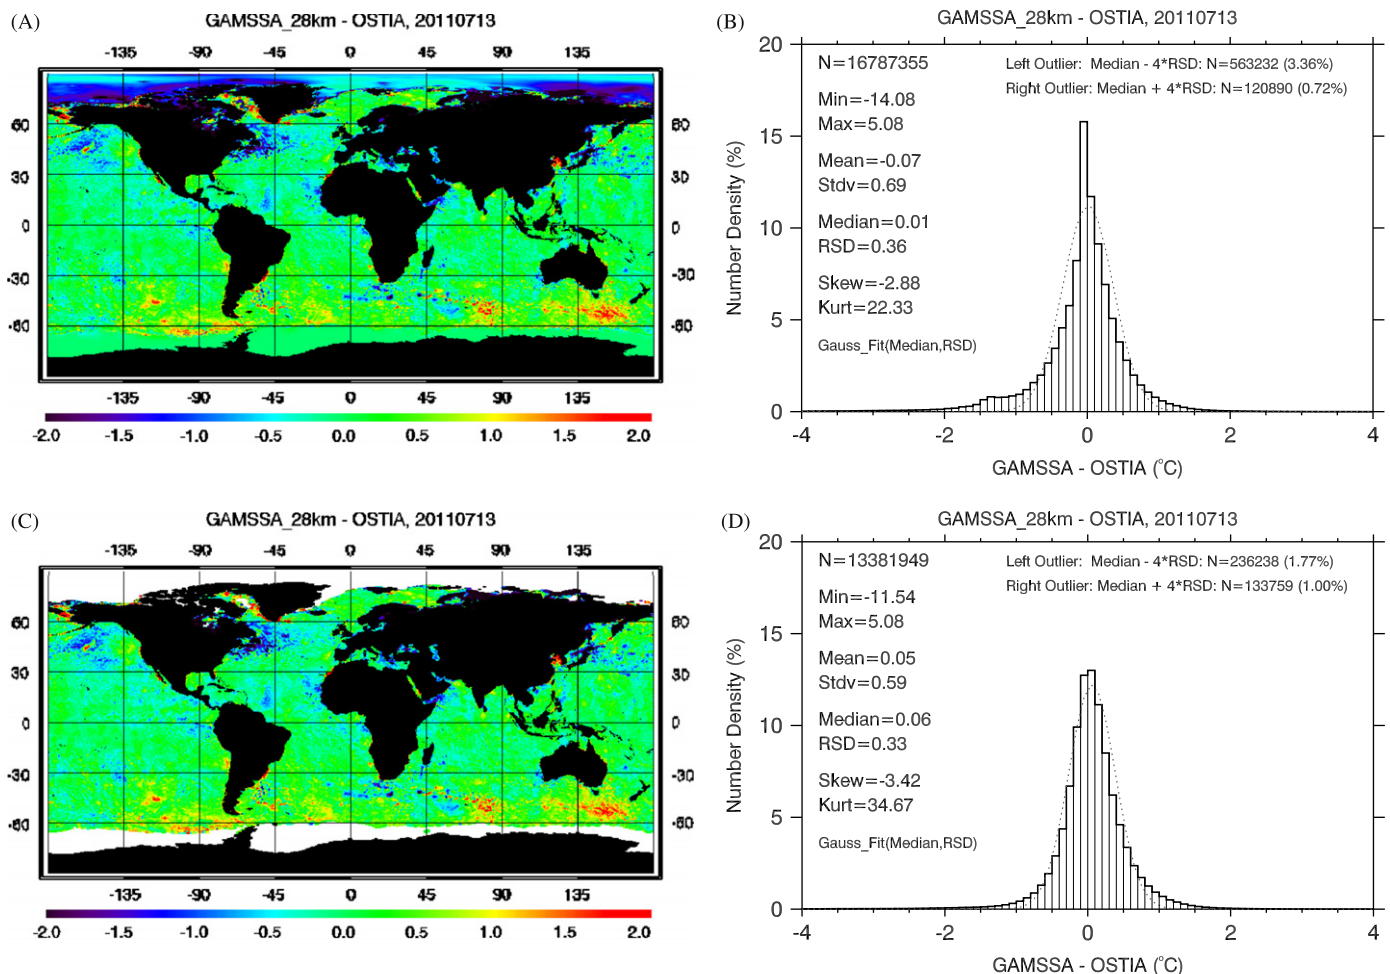 (A)
GAMSSA_28km - OSTIA, 20110713
-135 -90 -45 0 45 90 135
60 60
30 30
0 0
-30 -30
-60 -60
-135 -90 -45 0 45 90 135
-2.0 -1.5 -1.0 -0.5 0.0 0.5 1.0 1.5 2.0
(B)
GAMSSA_28km - OSTIA, 20110713
20
N=16787355
Left Outlier: Median - 4*RSD: N=563232 (3.36%)
Right Outlier: Median + 4*RSD: N=120890 (0.72%)
Min=-14.08
Max=5.08
15
Mean=-0.07
Stdv=0.69
Median=0.01
10
RSD=0.36
Skew=-2.88
Kurt=22.33
5
Gauss_Fit(Median,RSD)
0
Number Density (%)
-4 -2 0 2 4
GAMSSA - OSTIA (°C)
(C)
GAMSSA_28km - OSTIA, 20110713
-135 -90 -45 0 45 90 135
60 60
30 30
0 0
-30 -30
-60 -60
-135 -90 -45 0 45 90 135
-2.0 -1.5 -1.0 -0.5 0.0 0.5 1.0 1.5 2.0
(D)
GAMSSA_28km - OSTIA, 20110713
20
N=13381949
Left Outlier: Median - 4*RSD: N=236238 (1.77%)
Right Outlier: Median + 4*RSD: N=133759 (1.00%)
Min=-11.54
Max=5.08
15
Mean=0.05
Stdv=0.59
Median=0.06
10
RSD=0.33
Skew=-3.42
Kurt=34.67
5
Gauss_Fit(Median,RSD)
0
Number Density (%)
-4 -2 0 2 4
GAMSSA - OSTIA (°C)